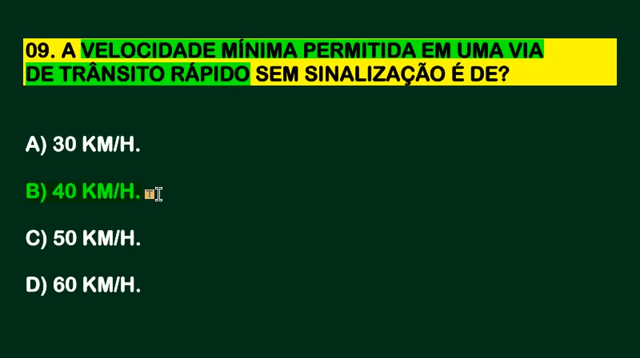 09. A VELOCIDADE MÍNIMA PERMITIDA EM UMA VIA
DE TRÂNSITO RÁPIDO SEM SINALIZAÇÃO É DE?
A) 30 KM/H.
B) 40 KM/H.
C) 50 KM/H.
D) 60 KM/H.